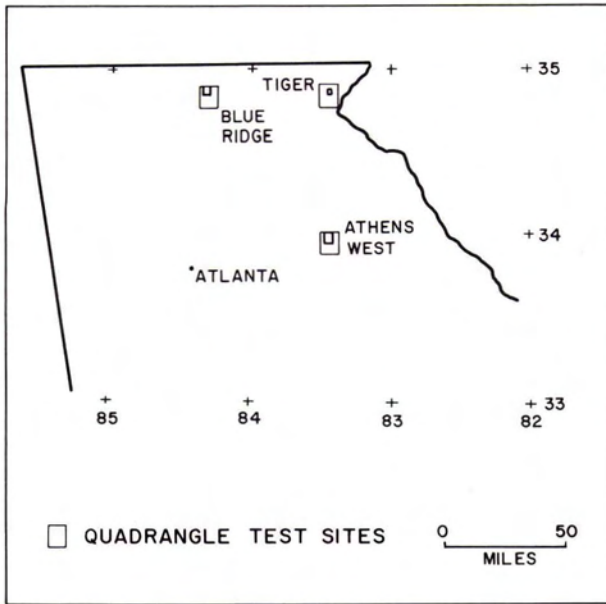 + + + + 35
TIGER
BLUE
RIDGE
+ 34
ATHENS
WEST
ATLANTA
+ + + + 33
85 84 83 82
QUADRANGLE TEST SITES
0 50
MILES